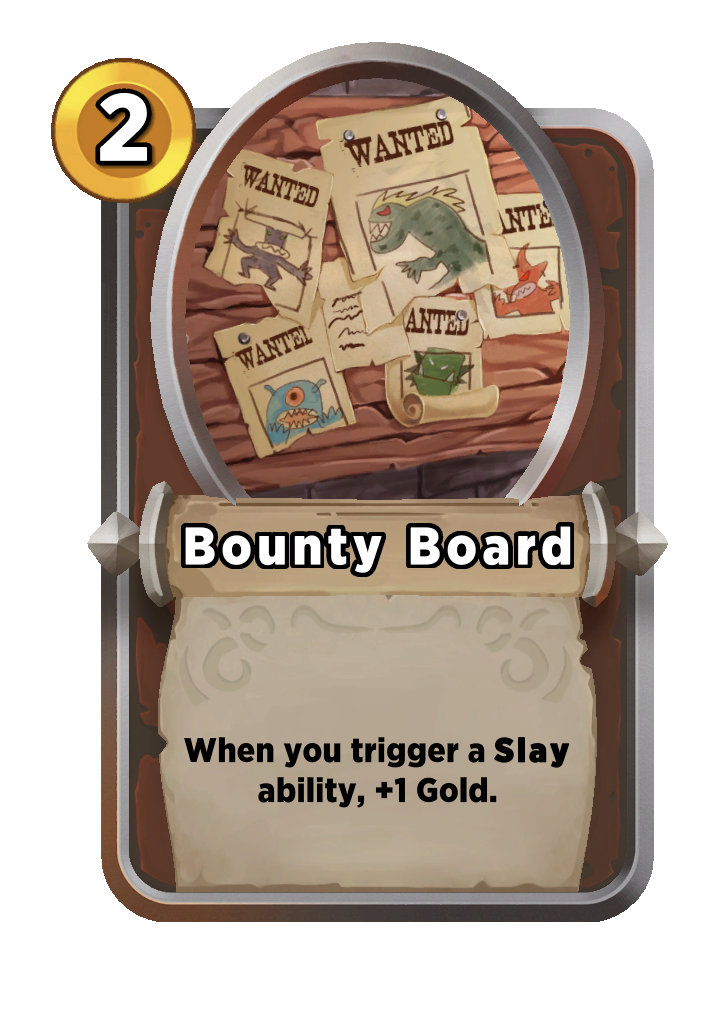 2
WANTED
WANTED
ANTE
WANTED
ANTED
Bounty Board
When you trigger a Slay
ability, +1 Gold.